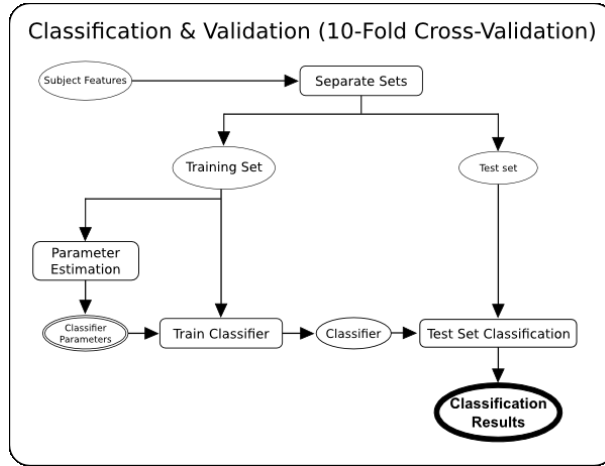 Classification & Validation (10-Fold Cross-Validation)
Subject Features
Separate Sets
Training Set
Test set
Parameter
Estimation
Classifier
Parameters
Train Classifier
Classifier
Test Set Classification
Classification
Results